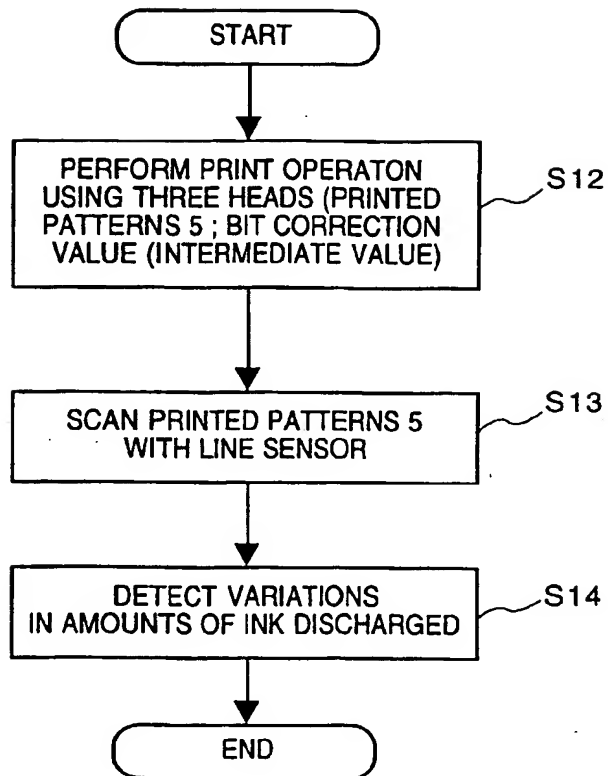 START
PERFORM PRINT OPERATON
USING THREE HEADS (PRINTED
PATTERNS 5 ; BIT CORRECTION
VALUE (INTERMEDIATE VALUE)
S12
SCAN PRINTED PATTERNS 5
WITH LINE SENSOR
S13
DETECT VARIATIONS
IN AMOUNTS OF INK DISCHARGED
S14
END